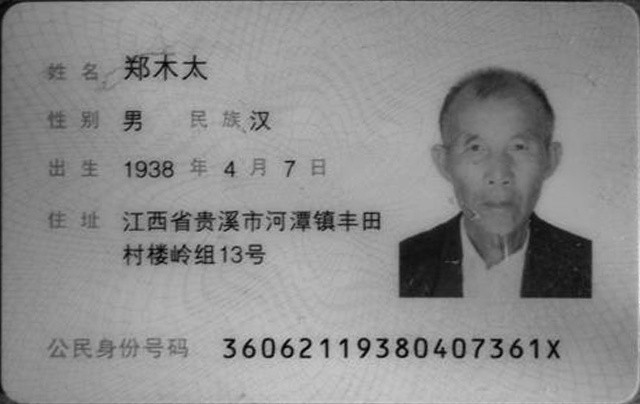 姓名 郑木太
性别 男 民族 汉
出生 1938 年 4 月 7 日
住址 江西省贵溪市河潭镇丰田
村楼岭组13号
公民身份号码 36062119380407361X